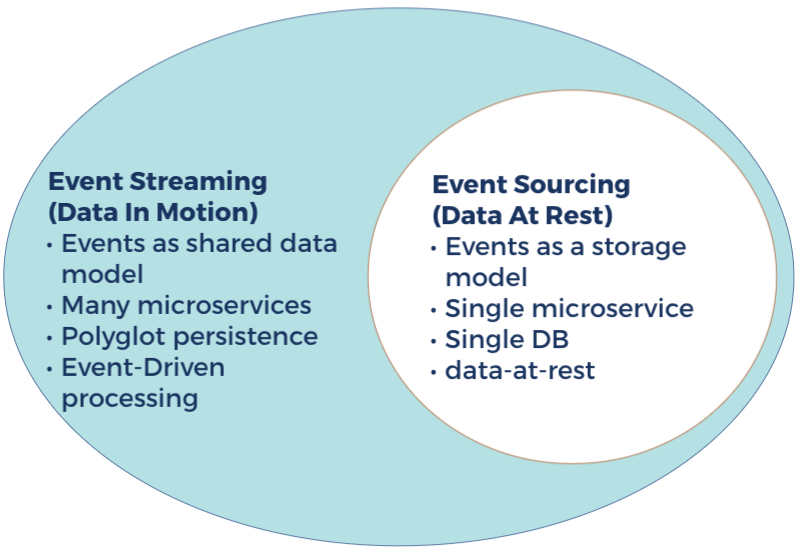 Event Streaming
(Data In Motion)
• Events as shared data
model
• Many microservices
• Polyglot persistence
• Event-Driven
processing
Event Sourcing
(Data At Rest)
• Events as a storage
model
• Single microservice
• Single DB
• data-at-rest